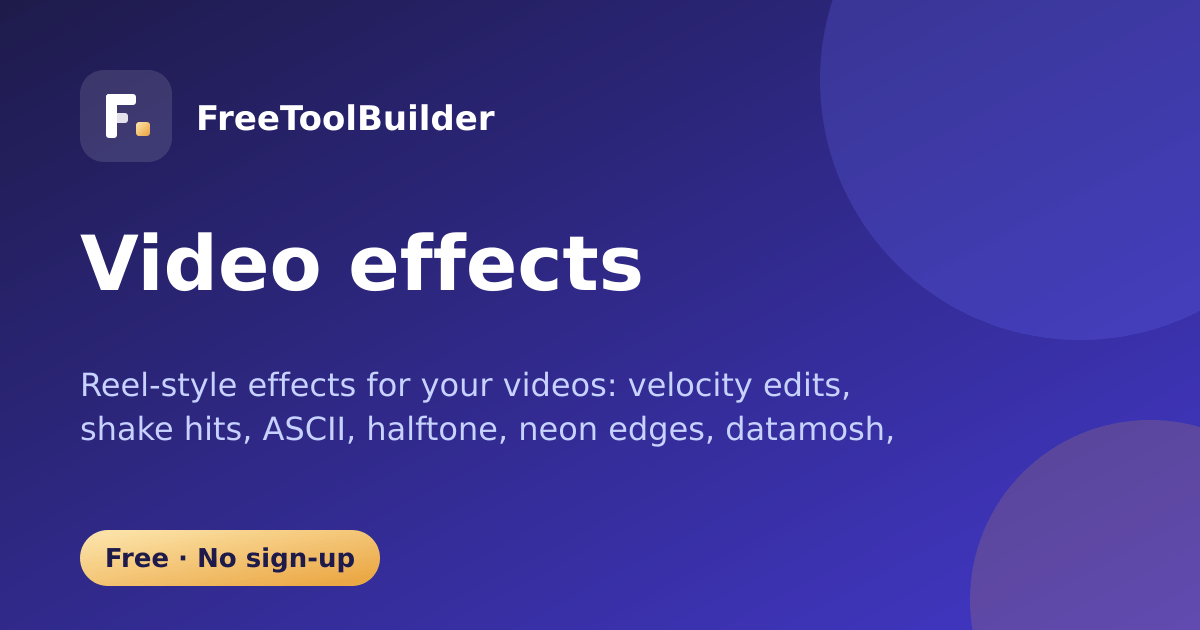 FreeToolBuilder
Video effects
Reel-style effects for your videos: velocity edits,
shake hits, ASCII, halftone, neon edges, datamosh,
Free · No sign-up